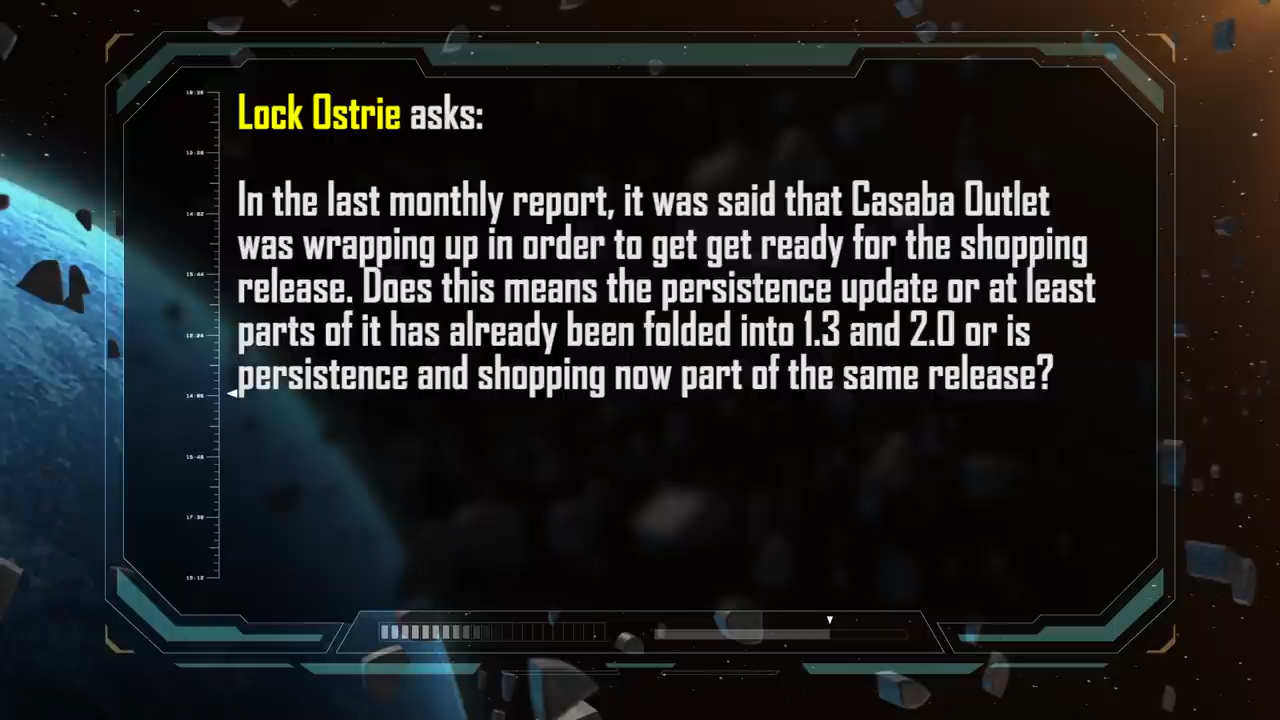 Lock Ostrie asks:
In the last monthly report, it was said that Casaba Outlet
was wrapping up in order to get get ready for the shopping
release. Does this means the persistence update or at least
parts of it has already been folded into 1.3 and 2.0 or is
persistence and shopping now part of the same release?